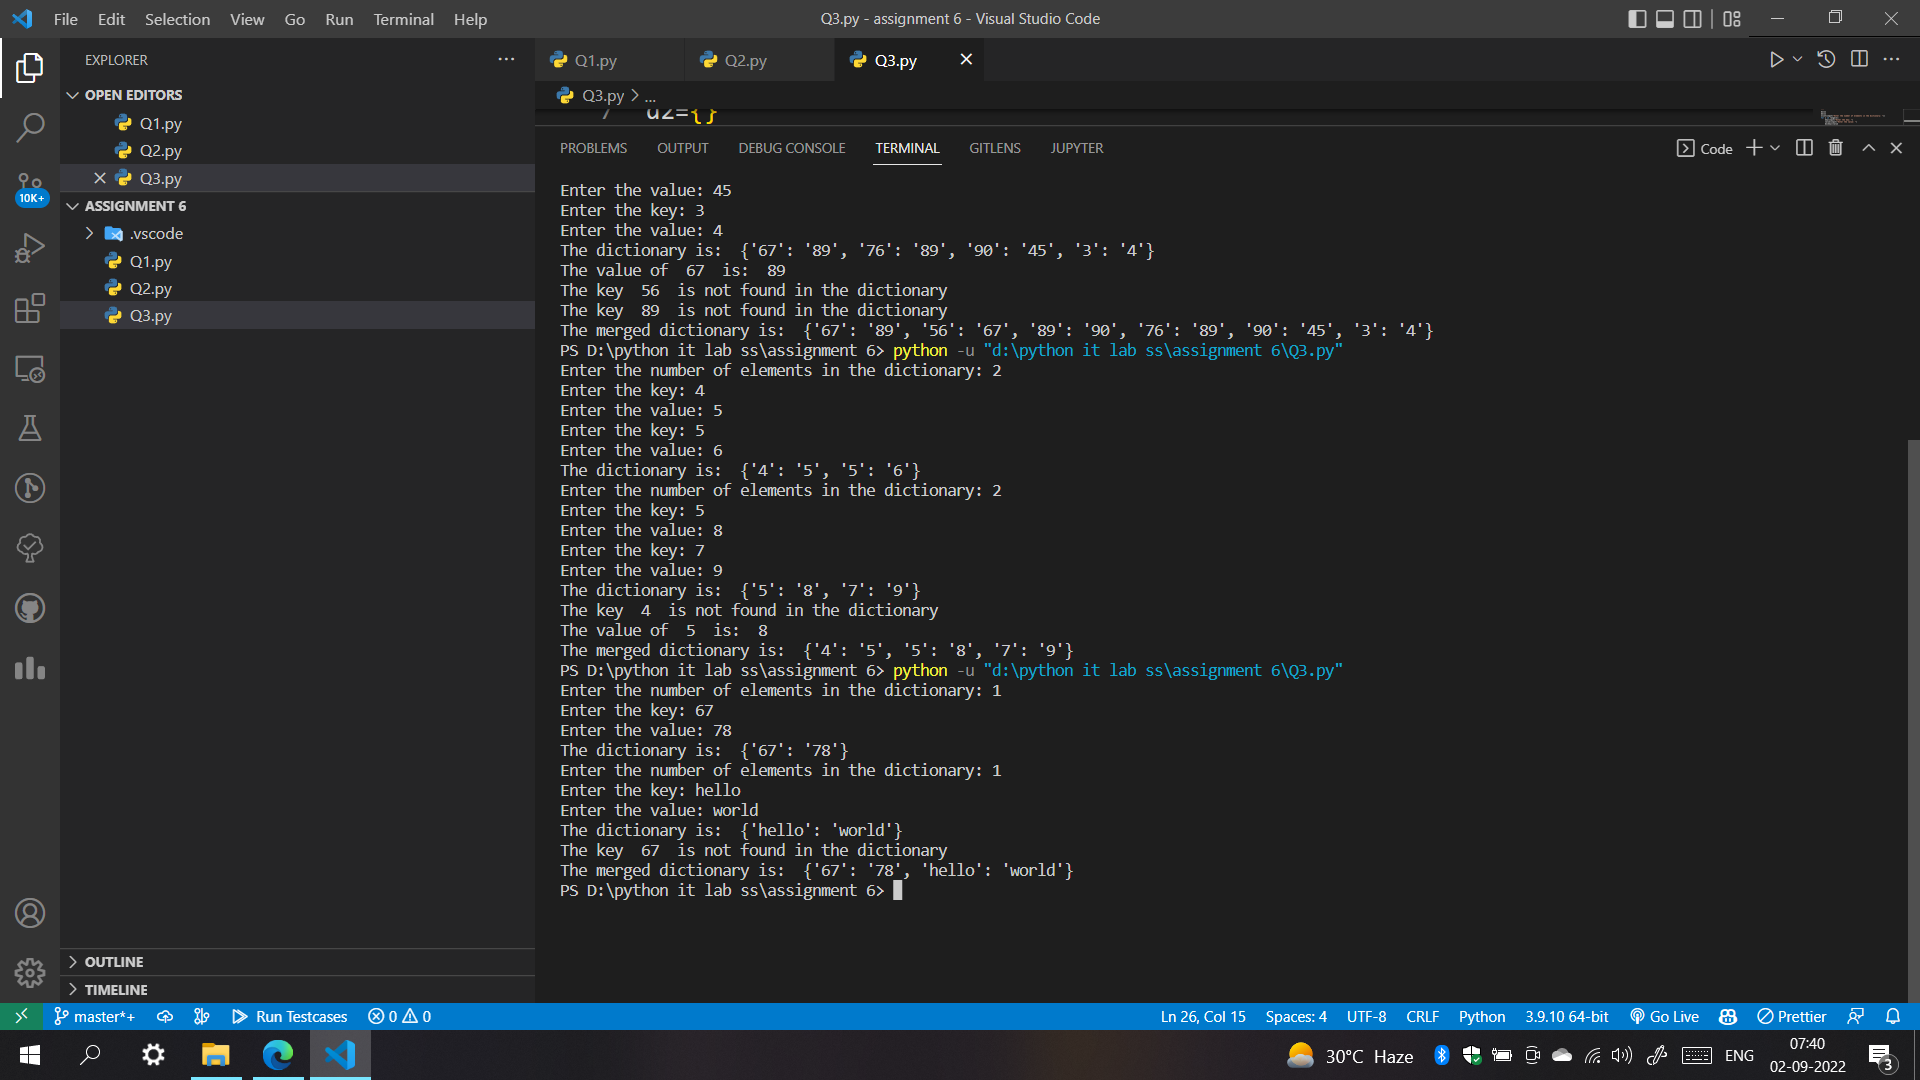 File Edit Selection View Go Run Terminal Help
Q3.py - assignment 6 - Visual Studio Code
EXPLORER
OPEN EDITORS
Q1.py
Q2.py
Q3.py
10K+
ASSIGNMENT 6
.vscode
Q1.py
Q2.py
Q3.py
OUTLINE
TIMELINE
Q1.py Q2.py Q3.py
Q3.py > ...
7 d2={}
PROBLEMS OUTPUT DEBUG CONSOLE TERMINAL GITLENS JUPYTER
Code
Enter the value: 45
Enter the key: 3
Enter the value: 4
The dictionary is:  {'67': '89', '76': '89', '90': '45', '3': '4'}
The value of  67  is:  89
The key  56  is not found in the dictionary
The key  89  is not found in the dictionary
The merged dictionary is:  {'67': '89', '56': '67', '89': '90', '76': '89', '90': '45', '3': '4'}
PS D:\python it lab ss\assignment 6> python -u "d:\python it lab ss\assignment 6\Q3.py"
Enter the number of elements in the dictionary: 2
Enter the key: 4
Enter the value: 5
Enter the key: 5
Enter the value: 6
The dictionary is:  {'4': '5', '5': '6'}
Enter the number of elements in the dictionary: 2
Enter the key: 5
Enter the value: 8
Enter the key: 7
Enter the value: 9
The dictionary is:  {'5': '8', '7': '9'}
The key  4  is not found in the dictionary
The value of  5  is:  8
The merged dictionary is:  {'4': '5', '5': '8', '7': '9'}
PS D:\python it lab ss\assignment 6> python -u "d:\python it lab ss\assignment 6\Q3.py"
Enter the number of elements in the dictionary: 1
Enter the key: 67
Enter the value: 78
The dictionary is:  {'67': '78'}
Enter the number of elements in the dictionary: 1
Enter the key: hello
Enter the value: world
The dictionary is:  {'hello': 'world'}
The key  67  is not found in the dictionary
The merged dictionary is:  {'67': '78', 'hello': 'world'}
PS D:\python it lab ss\assignment 6>
master*+ Run Testcases 0 0 Ln 26, Col 15 Spaces: 4 UTF-8 CRLF Python 3.9.10 64-bit Go Live Prettier
30°C Haze ENG
07:40
02-09-2022
3